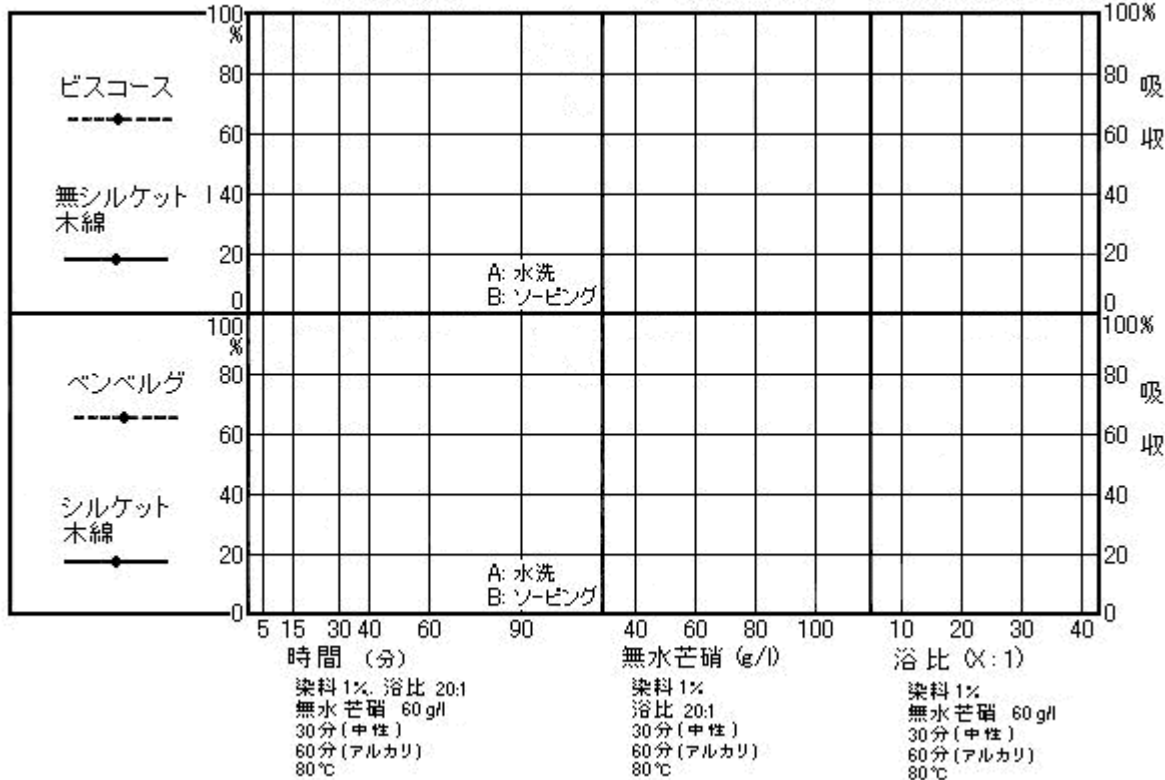 100
%
80
60
40
20
0
ビスコース
無シルケット
木綿
A: 水洗
B: ソーピング
100%
80
60
40
20
0
吸
収
100
%
80
60
40
20
0
ベンベルグ
シルケット
木綿
A: 水洗
B: ソーピング
100%
80
60
40
20
0
吸
収
5 15 30 40 60 90
40 60 80 100
10 20 30 40
時間 (分)
染料 1%. 浴比 20:1
無水芒硝 60 g/l
30分(中性)
60分(アルカリ)
80℃
無水芒硝 (g/l)
染料 1%
浴比 20:1
30分(中性)
60分(アルカリ)
80℃
浴比 (X:1)
染料 1%
無水芒硝 60 g/l
30分(中性)
60分(アルカリ)
80℃